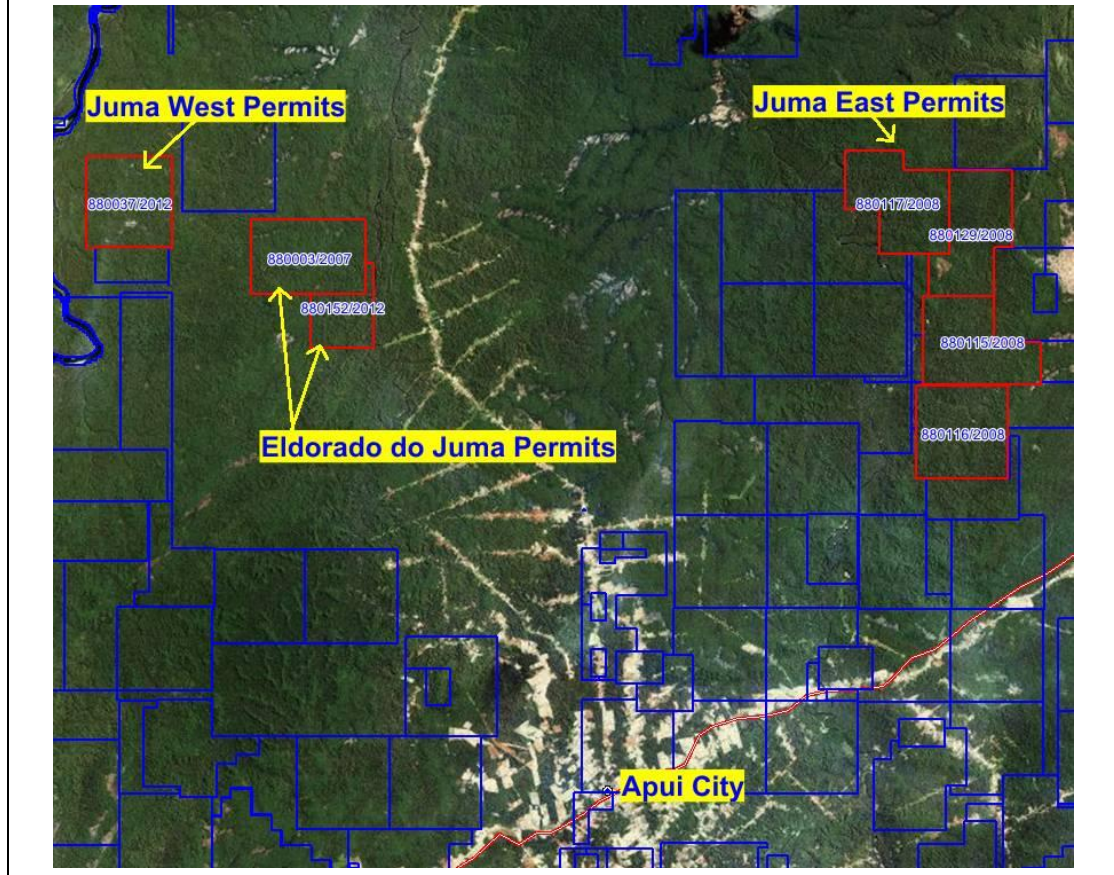 Juma West Permits
Juma East Permits
880037/2012
880117/2008
880129/2008
880003/2007
880152/2012
880115/2008
880116/2008
Eldorado do Juma Permits
Apui City